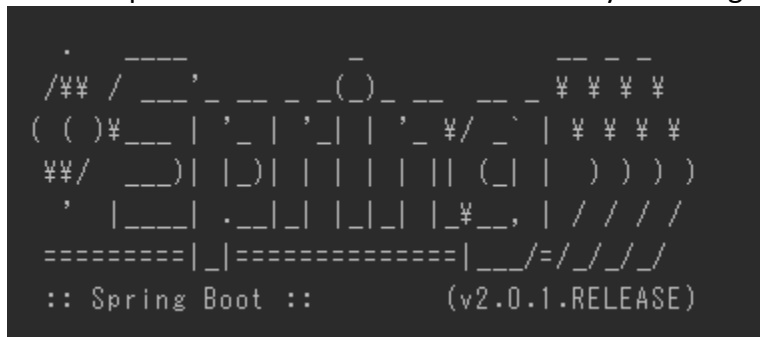 .   ____          _            __ _ _
 /¥¥ / ___'_ __ _ _(_)_ __  __ _ ¥ ¥ ¥ ¥
( ( )¥___ | '_ | '_| | '_ ¥/ _` | ¥ ¥ ¥ ¥
 ¥¥/  ___)| |_)| | | | | || (_| |  ) ) ) )
  '  |____| .__|_| |_|_| |_¥__, | / / / /
 =========|_|==============|___/=/_/_/_/
 :: Spring Boot ::        (v2.0.1.RELEASE)